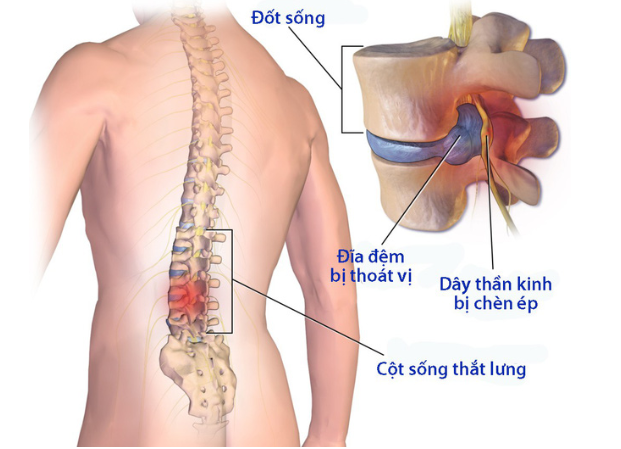 Đốt sống
Đĩa đệm
bị thoát vị
Dây thần kinh
bị chèn ép
Cột sống thắt lưng